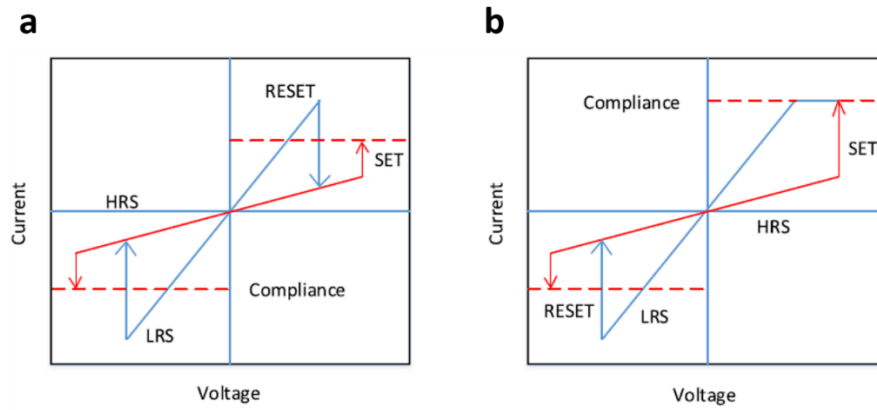 a
RESET
SET
HRS
Compliance
LRS
Current
Voltage
b
Compliance
SET
HRS
RESET
LRS
Current
Voltage